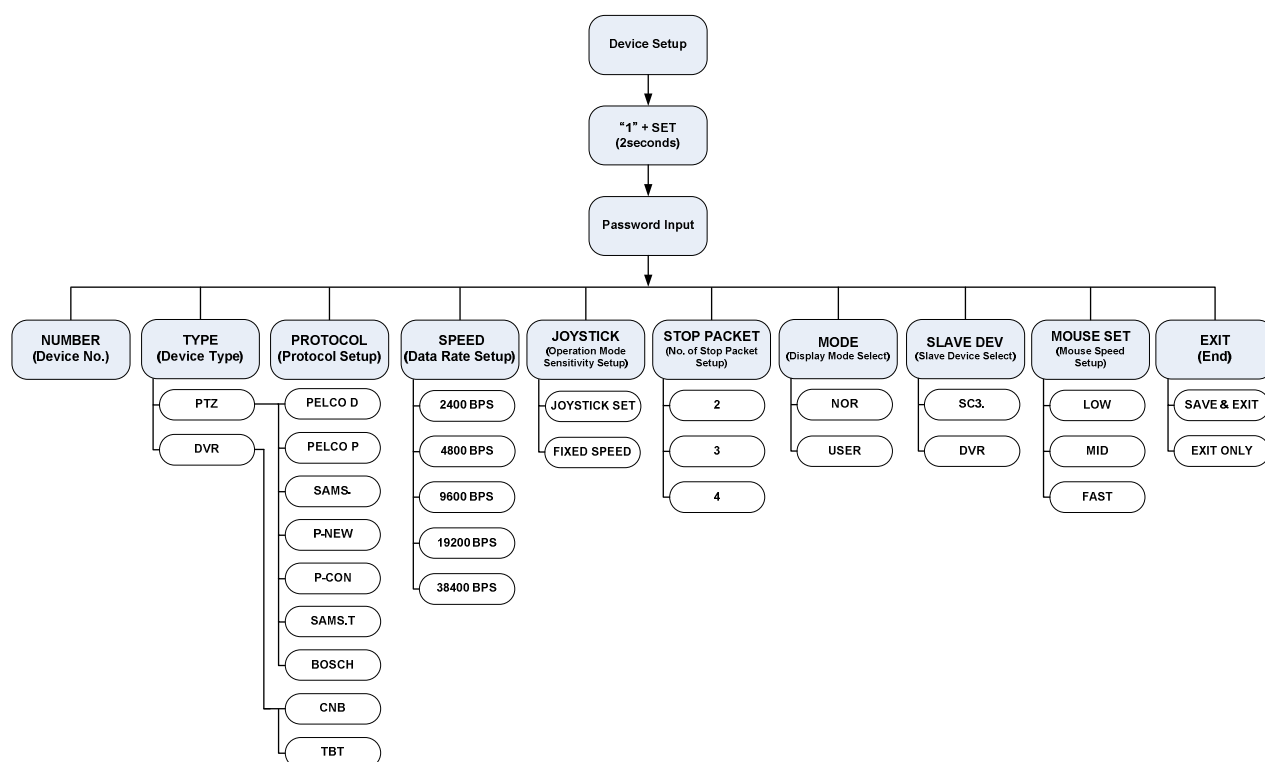 Device Setup
"1" + SET
(2seconds)
Password Input
NUMBER
(Device No.)
TYPE
(Device Type)
PTZ
DVR
PROTOCOL
(Protocol Setup)
PELCO D
PELCO P
SAMS.
P-NEW
P-CON
SAMS.T
BOSCH
CNB
TBT
SPEED
(Data Rate Setup)
2400 BPS
4800 BPS
9600 BPS
19200 BPS
38400 BPS
JOYSTICK
(Operation Mode
Sensitivity Setup)
JOYSTICK SET
FIXED SPEED
STOP PACKET
(No. of Stop Packet
Setup)
2
3
4
MODE
(Display Mode Select)
NOR
USER
SLAVE DEV
(Slave Device Select)
SC3.
DVR
MOUSE SET
(Mouse Speed
Setup)
LOW
MID
FAST
EXIT
(End)
SAVE & EXIT
EXIT ONLY